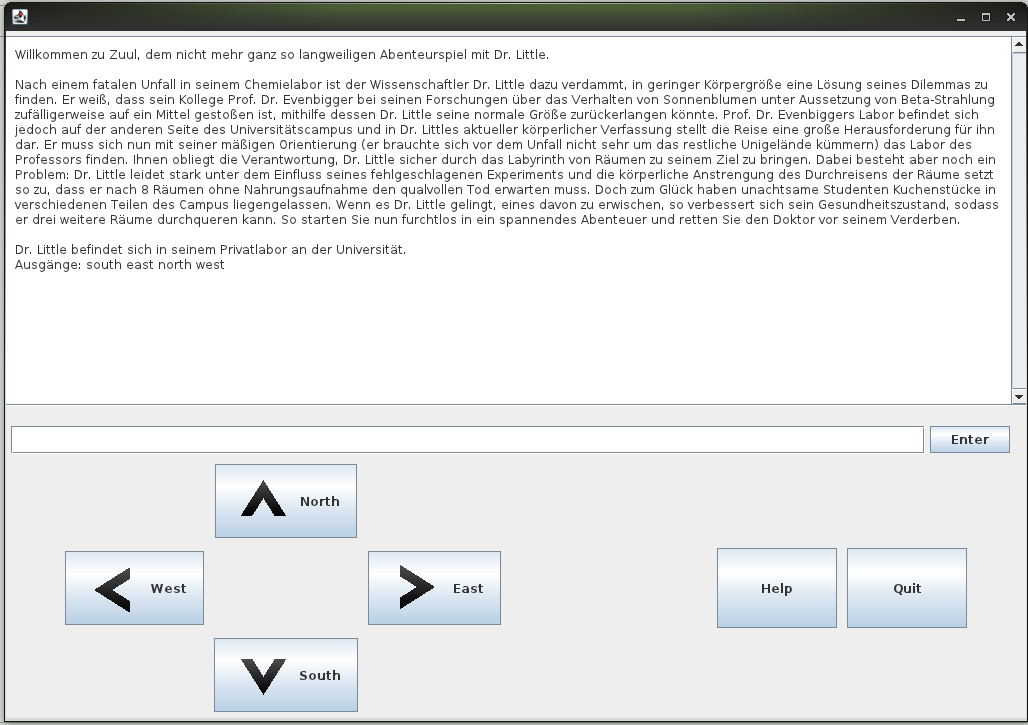 Willkommen zu Zuul, dem nicht mehr ganz so langweiligen Abenteuerspiel mit Dr. Little.
Nach einem fatalen Unfall in seinem Chemielabor ist der Wissenschaftler Dr. Little dazu verdammt, in geringer Körpergröße eine Lösung seines Dilemmas zu
finden. Er weiß, dass sein Kollege Prof. Dr. Evenbigger bei seinen Forschungen über das Verhalten von Sonnenblumen unter Aussetzung von Beta-Strahlung
zufälligerweise auf ein Mittel gestoßen ist, mithilfe dessen Dr. Little seine normale Größe zurückerlangen könnte. Prof. Dr. Evenbiggers Labor befindet sich
jedoch auf der anderen Seite des Universitätscampus und in Dr. Littles aktueller körperlicher Verfassung stellt die Reise eine große Herausforderung für ihn
dar. Er muss sich nun mit seiner mäßigen Orientierung (er brauchte sich vor dem Unfall nicht sehr um das restliche Unigelände kümmern) das Labor des
Professors finden. Ihnen obliegt die Verantwortung, Dr. Little sicher durch das Labyrinth von Räumen zu seinem Ziel zu bringen. Dabei besteht aber noch ein
Problem: Dr. Little leidet stark unter dem Einfluss seines fehlgeschlagenen Experiments und die körperliche Anstrengung des Durchreisens der Räume setzt
so zu, dass er nach 8 Räumen ohne Nahrungsaufnahme den qualvollen Tod erwarten muss. Doch zum Glück haben unachtsame Studenten Kuchenstücke in
verschiedenen Teilen des Campus liegengelassen. Wenn es Dr. Little gelingt, eines davon zu erwischen, so verbessert sich sein Gesundheitszustand, sodass
er drei weitere Räume durchqueren kann. So starten Sie nun furchtlos in ein spannendes Abenteuer und retten Sie den Doktor vor seinem Verderben.
Dr. Little befindet sich in seinem Privatlabor an der Universität.
Ausgänge: south east north west
Enter
North
West
East
Help
Quit
South